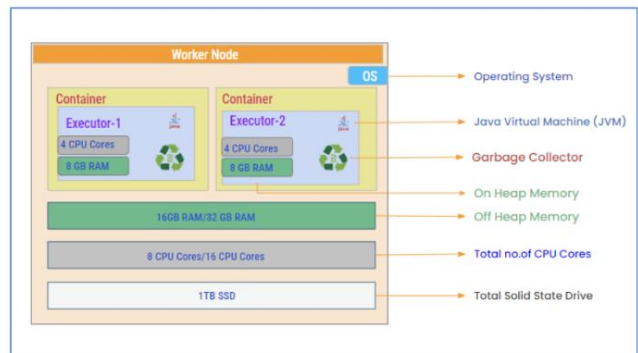 Worker Node
OS
Operating System
Container
Container
Executor-1
Java
Executor-2
Java
Java Virtual Machine (JVM)
4 CPU Cores
4 CPU Cores
Garbage Collector
8 GB RAM
8 GB RAM
On Heap Memory
16GB RAM/32 GB RAM
Off Heap Memory
8 CPU Cores/16 CPU Cores
Total no.of CPU Cores
1TB SSD
Total Solid State Drive